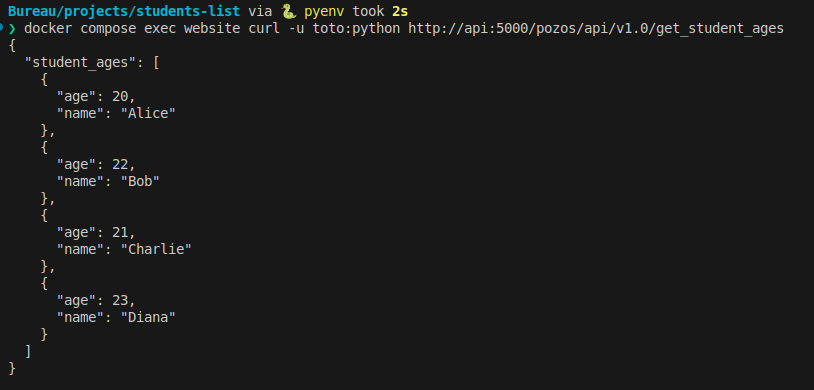 Bureau/projects/students-list via 🐍 pyenv took 2s
❯ docker compose exec website curl -u toto:python http://api:5000/pozos/api/v1.0/get_student_ages
{
  "student_ages": [
    {
      "age": 20,
      "name": "Alice"
    },
    {
      "age": 22,
      "name": "Bob"
    },
    {
      "age": 21,
      "name": "Charlie"
    },
    {
      "age": 23,
      "name": "Diana"
    }
  ]
}